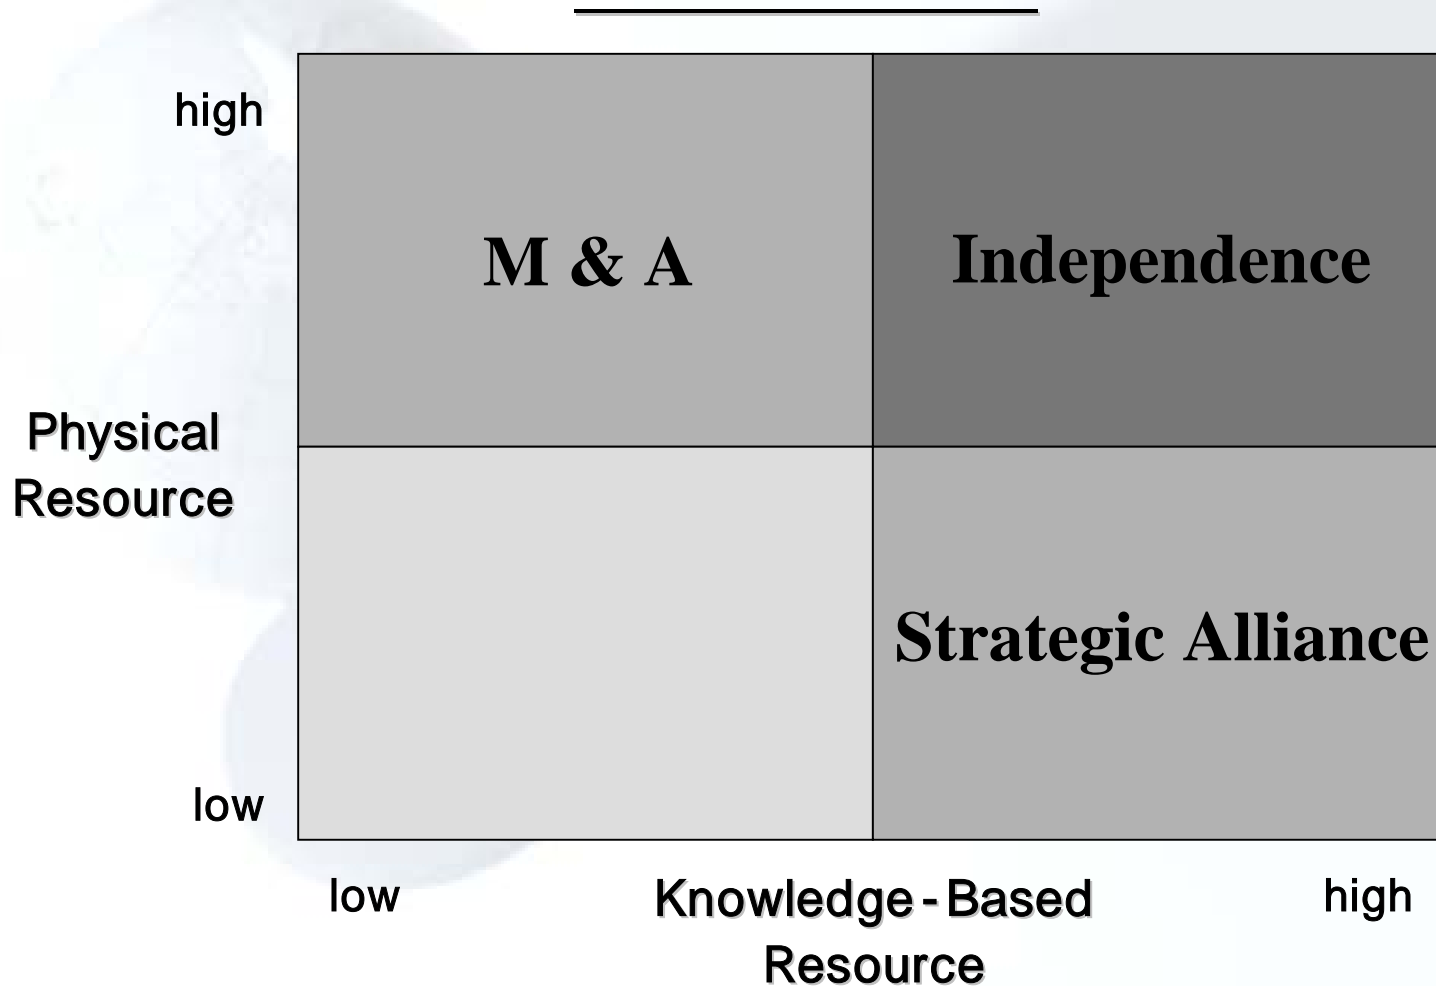 high
M & A
Independence
Physical
Resource
Strategic Alliance
low
low
Knowledge-Based
high
Resource